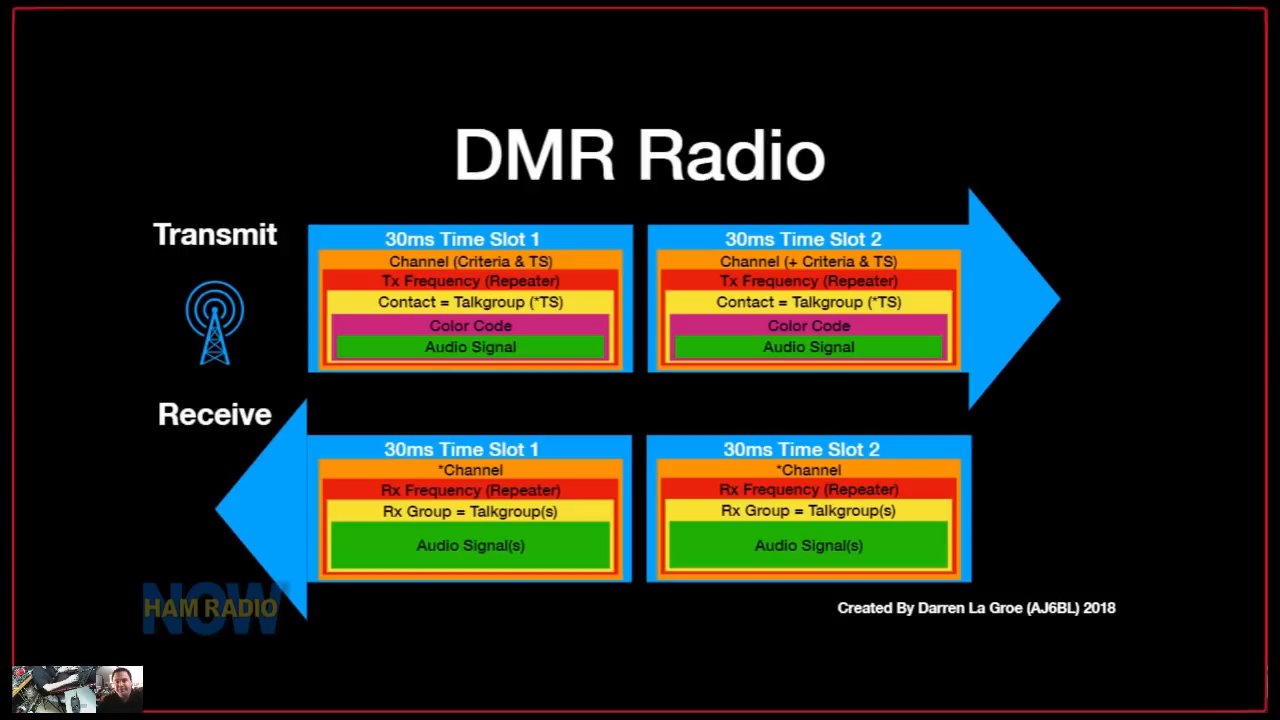 DMR Radio
Transmit
30ms Time Slot 1
Channel (Criteria & TS)
Tx Frequency (Repeater)
Contact = Talkgroup (*TS)
Color Code
Audio Signal
30ms Time Slot 2
Channel (+ Criteria & TS)
Tx Frequency (Repeater)
Contact = Talkgroup (*TS)
Color Code
Audio Signal
Receive
30ms Time Slot 1
*Channel
Rx Frequency (Repeater)
Rx Group = Talkgroup(s)
Audio Signal(s)
30ms Time Slot 2
*Channel
Rx Frequency (Repeater)
Rx Group = Talkgroup(s)
Audio Signal(s)
NOW
HAM RADIO
Created By Darren La Groe (AJ6BL) 2018